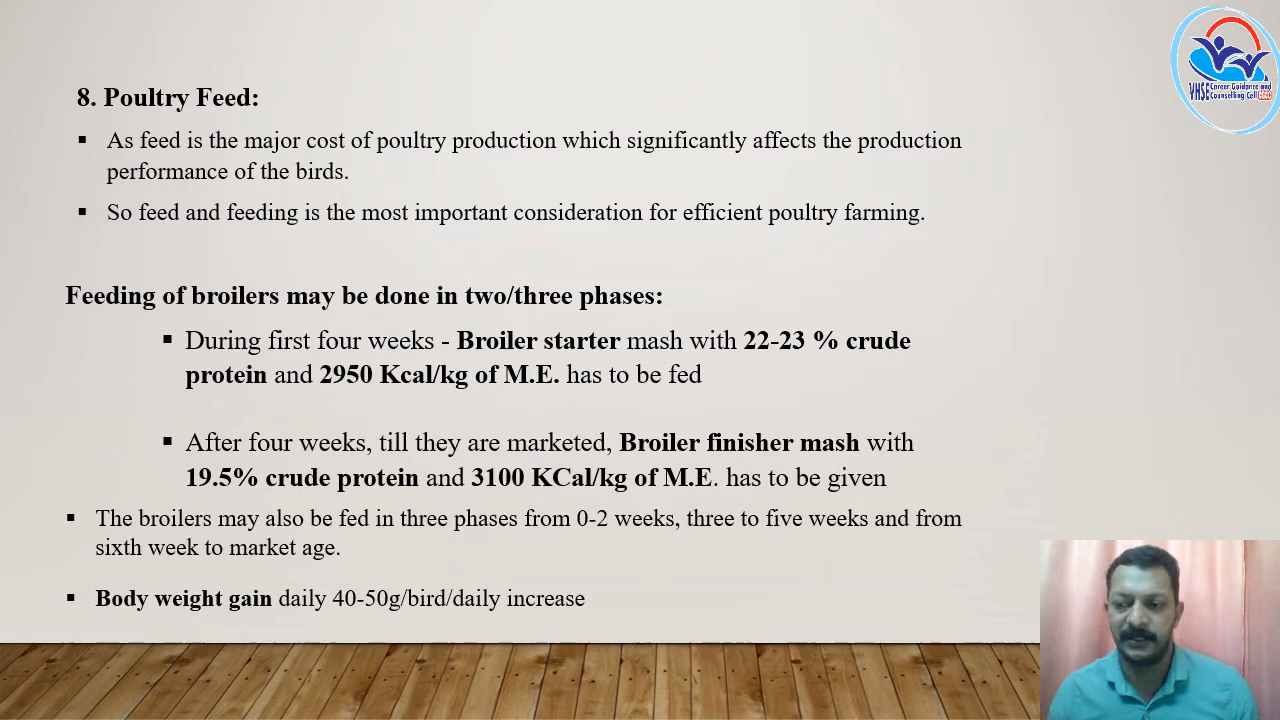 8. Poultry Feed:
▪ As feed is the major cost of poultry production which significantly affects the production
performance of the birds.
▪ So feed and feeding is the most important consideration for efficient poultry farming.
Feeding of broilers may be done in two/three phases:
▪ During first four weeks - Broiler starter mash with 22-23 % crude
protein and 2950 Kcal/kg of M.E. has to be fed
▪ After four weeks, till they are marketed, Broiler finisher mash with
19.5% crude protein and 3100 KCal/kg of M.E. has to be given
▪ The broilers may also be fed in three phases from 0-2 weeks, three to five weeks and from
sixth week to market age.
▪ Body weight gain daily 40-50g/bird/daily increase
VHSE Career Guidance and
Counselling Cell